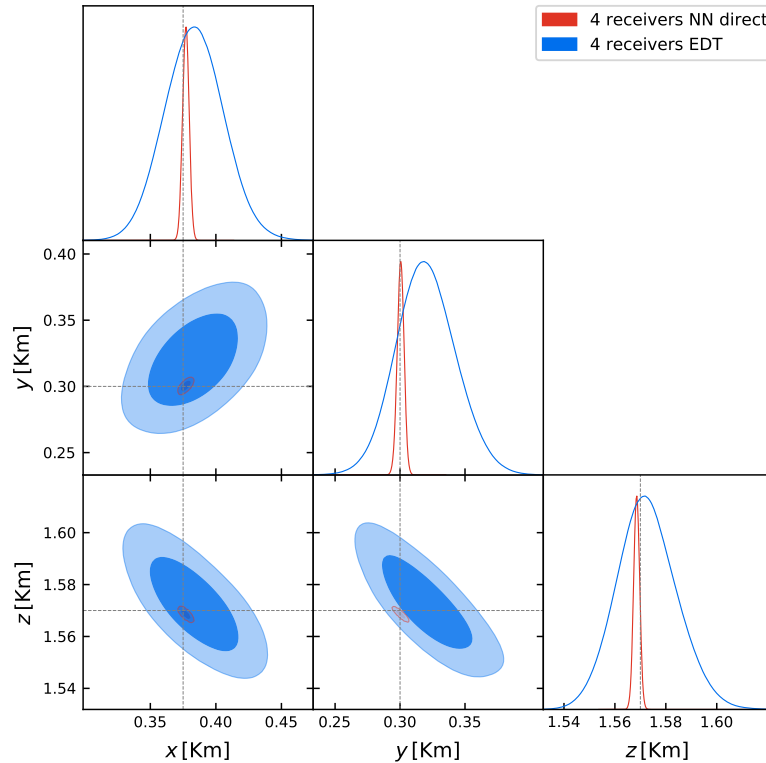 4 receivers NN direct
4 receivers EDT
0.40
0.35
0.30
0.25
y [Km]
1.60
1.58
1.56
1.54
z [Km]
0.35 0.40 0.45
0.25 0.30 0.35
1.54 1.56 1.58 1.60
x [Km]
y [Km]
z [Km]